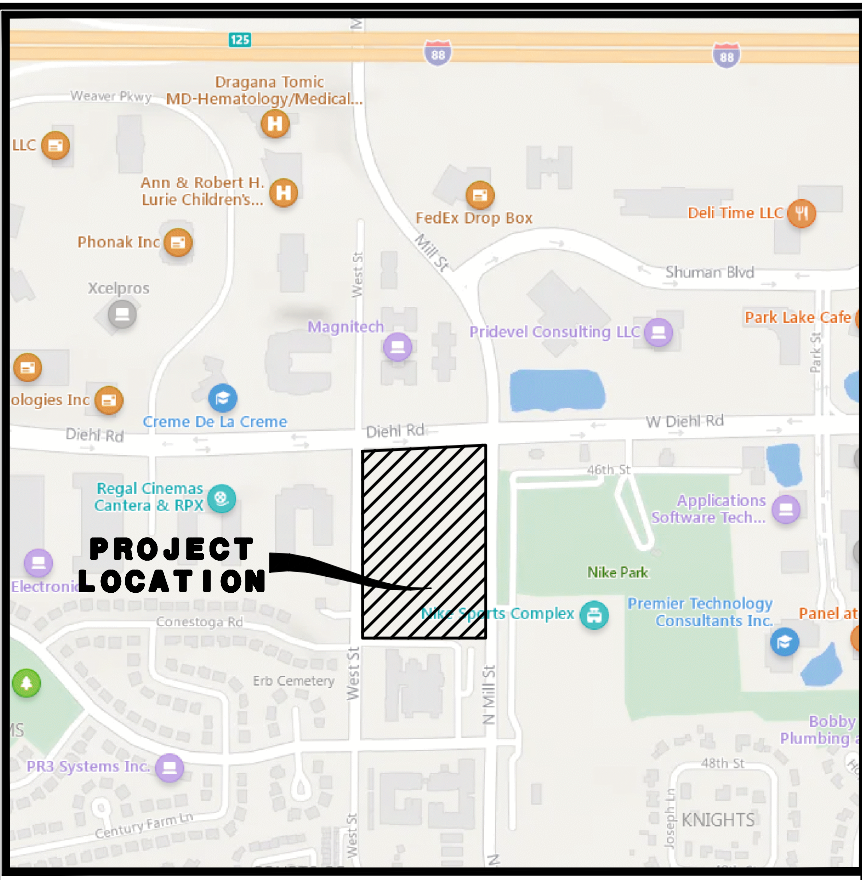 M
125
88
88
Dragana Tomic
MD-Hematology/Medical...
Weaver Pkwy
LLC
Ann & Robert H.
Lurie Children's...
FedEx Drop Box
Deli Time LLC
Phonak Inc
Mill St
West St
Shuman Blvd
Xcelpros
Magnitech
Pridevel Consulting LLC
Park Lake Cafe
Park St
ologies Inc
Creme De La Creme
Diehl Rd
Diehl Rd
W Diehl Rd
46th St
Regal Cinemas
Cantera & RPX
Applications
Software Tech...
PROJECT
LOCATION
Electronic
Nike Park
Nike Sports Complex
Premier Technology
Consultants Inc.
Panel at
Conestoga Rd
West St
Erb Cemetery
N Mill St
MS
Bobby
Plumbing a
PR3 Systems Inc.
48th St
Joseph Ln
KNIGHTS
Century Farm Ln
West St
N